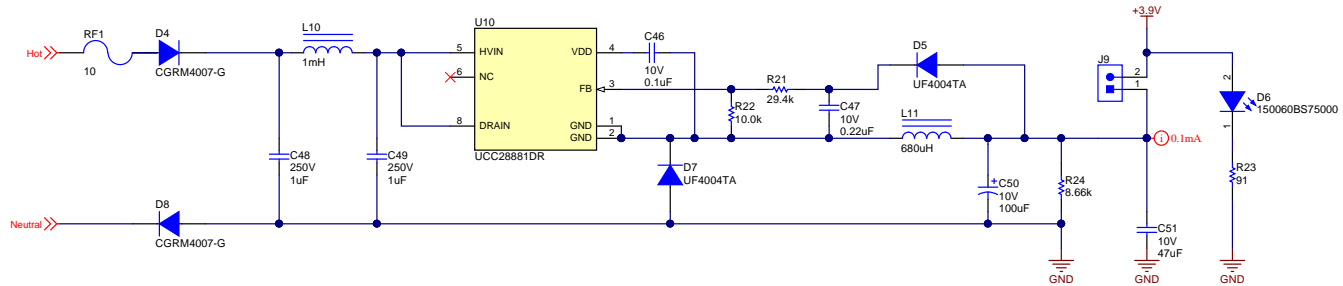 Hot
RF1
10
D4
CGRM4007-G
L10
1mH
C48
250V
1uF
C49
250V
1uF
Neutral
D8
CGRM4007-G
U10
5
HVIN
6
NC
8
DRAIN
VDD
4
FB
3
GND
1
GND
2
UCC28881DR
C46
10V
0.1uF
R22
10.0k
R21
29.4k
C47
10V
0.22uF
D5
UF4004TA
D7
UF4004TA
L11
680uH
C50
10V
100uF
R24
8.66k
GND
+3.9V
J9
2
1
i
0.1mA
C51
10V
47uF
GND
2
D6
150060BS75000
1
R23
91
GND